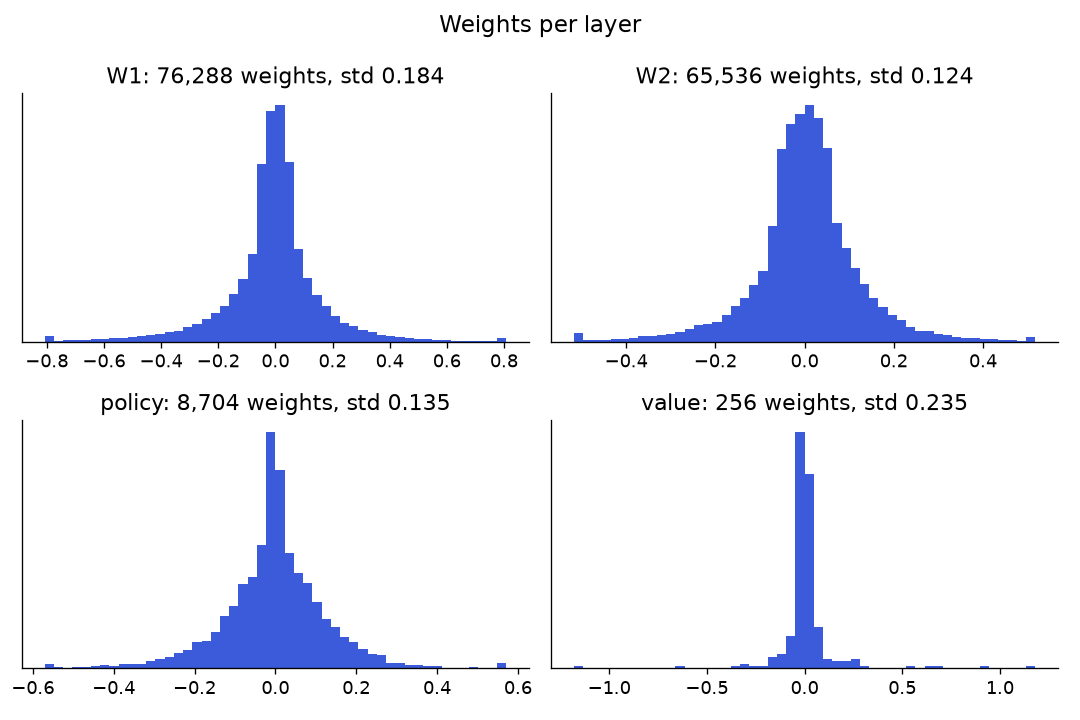 Weights per layer
W1: 76,288 weights, std 0.184
W2: 65,536 weights, std 0.124
−0.8 −0.6 −0.4 −0.2 0.0 0.2 0.4 0.6 0.8
−0.4 −0.2 0.0 0.2 0.4
policy: 8,704 weights, std 0.135
value: 256 weights, std 0.235
−0.6 −0.4 −0.2 0.0 0.2 0.4 0.6
−1.0 −0.5 0.0 0.5 1.0